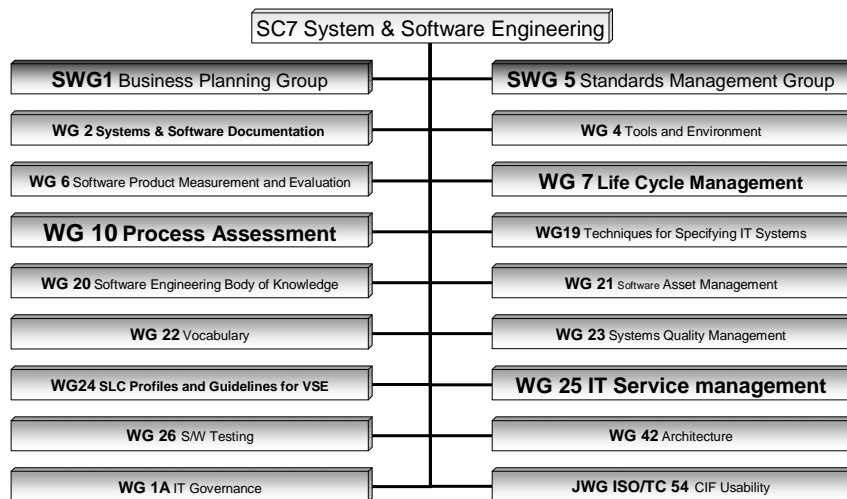 SC7 System & Software Engineering
SWG1 Business Planning Group
SWG 5 Standards Management Group
WG 2 Systems & Software Documentation
WG 4 Tools and Environment
WG 6 Software Product Measurement and Evaluation
WG 7 Life Cycle Management
WG 10 Process Assessment
WG19 Techniques for Specifying IT Systems
WG 20 Software Engineering Body of Knowledge
WG 21 Software Asset Management
WG 22 Vocabulary
WG 23 Systems Quality Management
WG24 SLC Profiles and Guidelines for VSE
WG 25 IT Service management
WG 26 S/W Testing
WG 42 Architecture
WG 1A IT Governance
JWG ISO/TC 54 CIF Usability